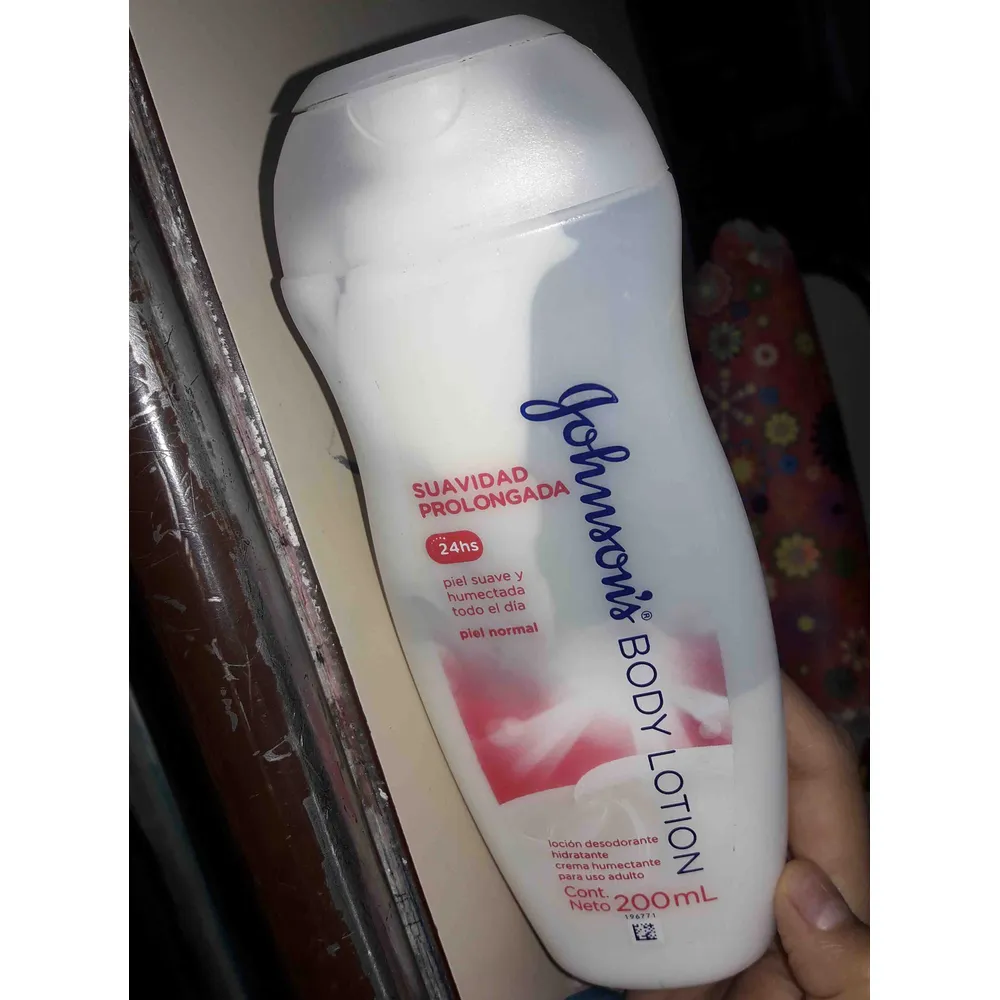 Johnson's® BODY LOTION
SUAVIDAD
PROLONGADA
24hs
piel suave y
humectada
todo el día
piel normal
loción desodorante
hidratante
crema humectante
para uso adulto
Cont.
Neto 200mL
196771